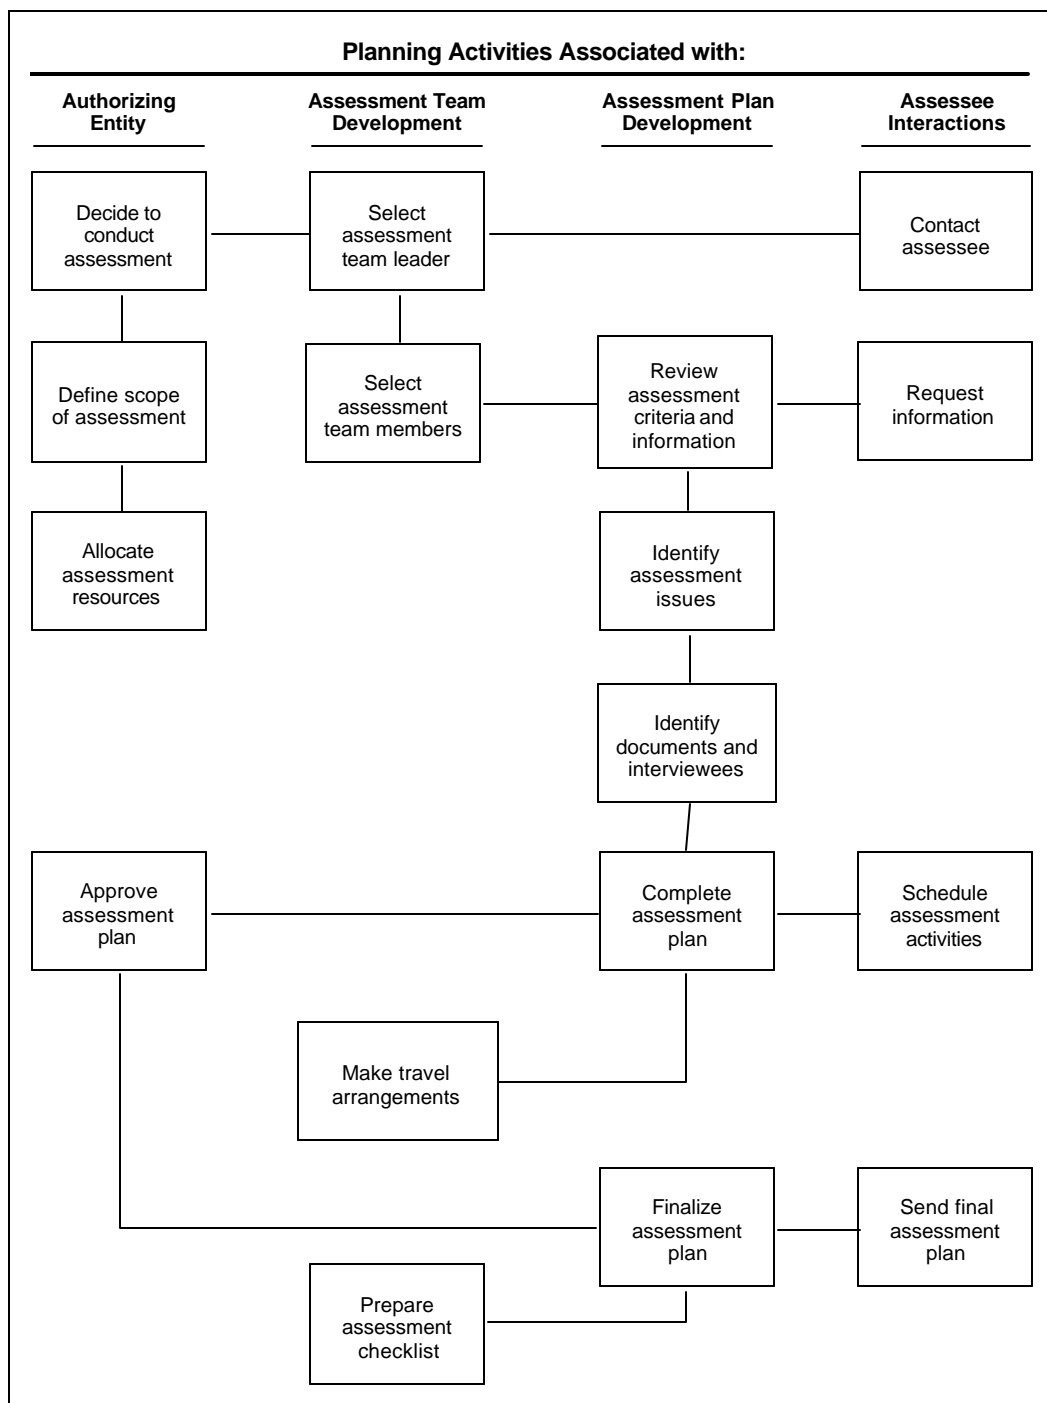 Planning Activities Associated with:
Authorizing
Entity
Assessment Team
Development
Assessment Plan
Development
Assessee
Interactions
Decide to
conduct
assessment
Select
assessment
team leader
Contact
assessee
Define scope
of assessment
Select
assessment
team members
Review
assessment
criteria and
information
Request
information
Allocate
assessment
resources
Identify
assessment
issues
Identify
documents and
interviewees
Approve
assessment
plan
Complete
assessment
plan
Schedule
assessment
activities
Make travel
arrangements
Finalize
assessment
plan
Send final
assessment
plan
Prepare
assessment
checklist